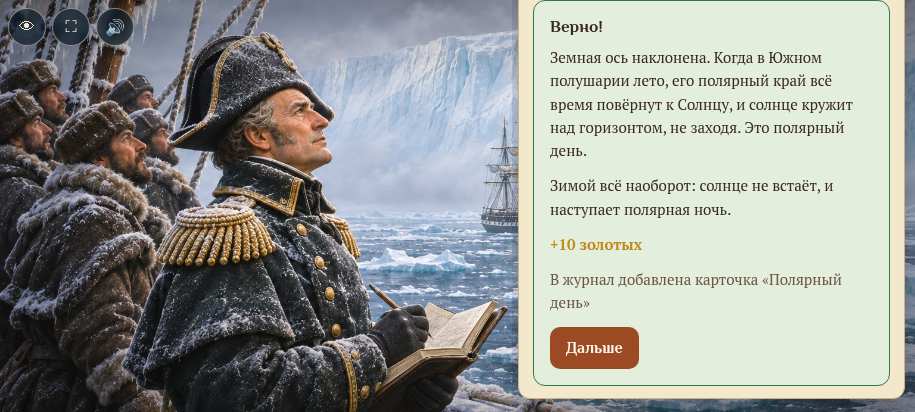 Верно!
Земная ось наклонена. Когда в Южном
полушарии лето, его полярный край всё
время повёрнут к Солнцу, и солнце кружит
над горизонтом, не заходя. Это полярный
день.
Зимой всё наоборот: солнце не встаёт, и
наступает полярная ночь.
+10 золотых
В журнал добавлена карточка «Полярный
день»
Дальше